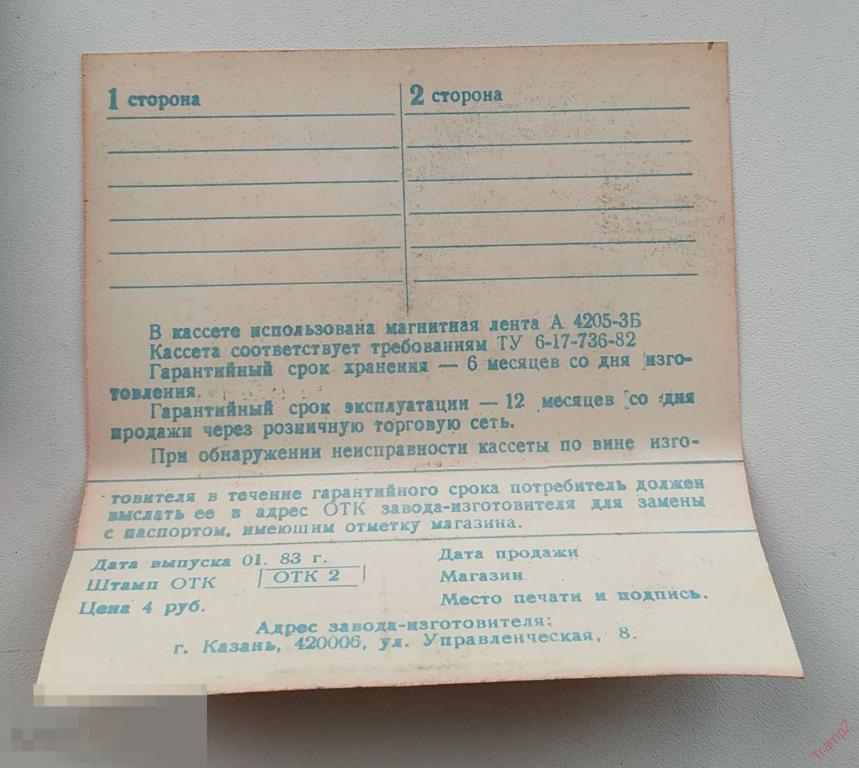 1 сторона
2 сторона
В кассете использована магнитная лента А 4205-3Б
Кассета соответствует требованиям ТУ 6-17-736-82
Гарантийный срок хранения — 6 месяцев со дня изго-
товления.
Гарантийный срок эксплуатации — 12 месяцев со дня
продажи через розничную торговую сеть.
При обнаружении неисправности кассеты по вине изго-
товителя в течение гарантийного срока потребитель должен
выслать ее в адрес ОТК завода-изготовителя для замены
с паспортом, имеющим отметку магазина.
Дата выпуска 01. 83 г.
Штамп ОТК ОТК 2
Цена 4 руб.
Дата продажи
Магазин
Место печати и подпись.
Адрес завода-изготовителя:
г. Казань, 420006, ул. Управленческая, 8.
TrampZ